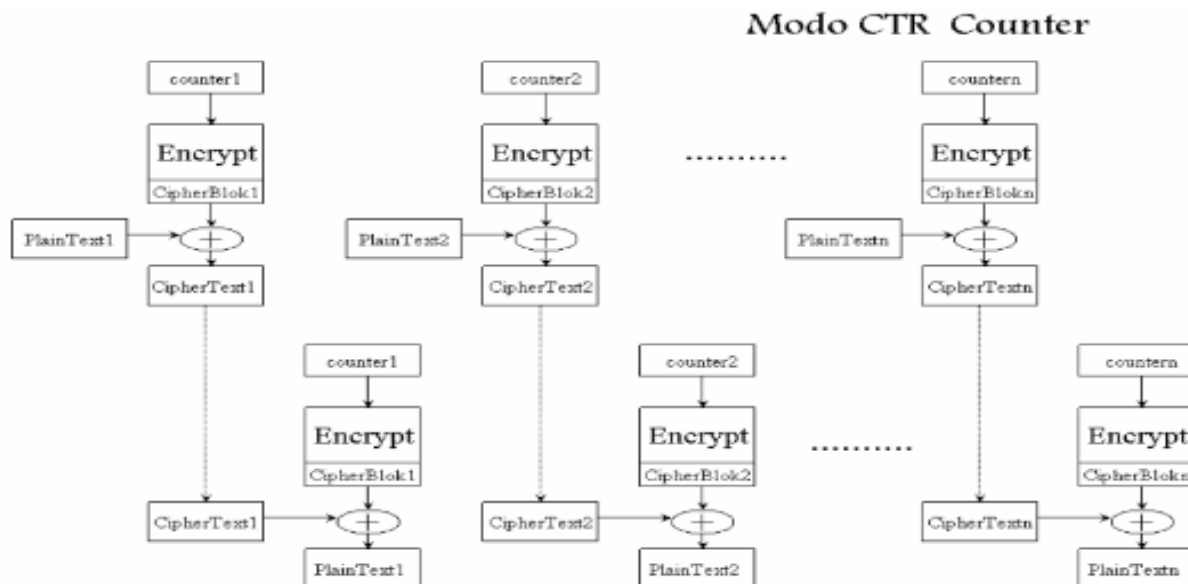 Modo CTR Counter
counter1 counter2 countern
Encrypt Encrypt Encrypt
CipherBlok1 CipherBlok2 CipherBlokn
PlainText1 PlainText2 PlainTextn
CipherText1 CipherText2 CipherTextn
counter1 counter2 countern
Encrypt Encrypt Encrypt
CipherBlok1 CipherBlok2 CipherBlokn
CipherText1 CipherText2 CipherTextn
PlainText1 PlainText2 PlainTextn